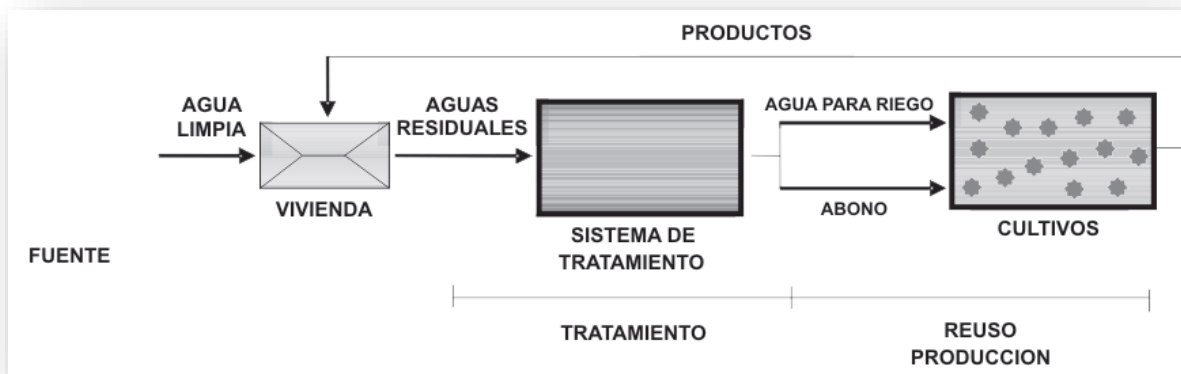 PRODUCTOS
AGUA
LIMPIA
AGUAS
RESIDUALES
AGUA PARA RIEGO
VIVIENDA
ABONO
SISTEMA DE
TRATAMIENTO
CULTIVOS
FUENTE
TRATAMIENTO
REUSO
PRODUCCION